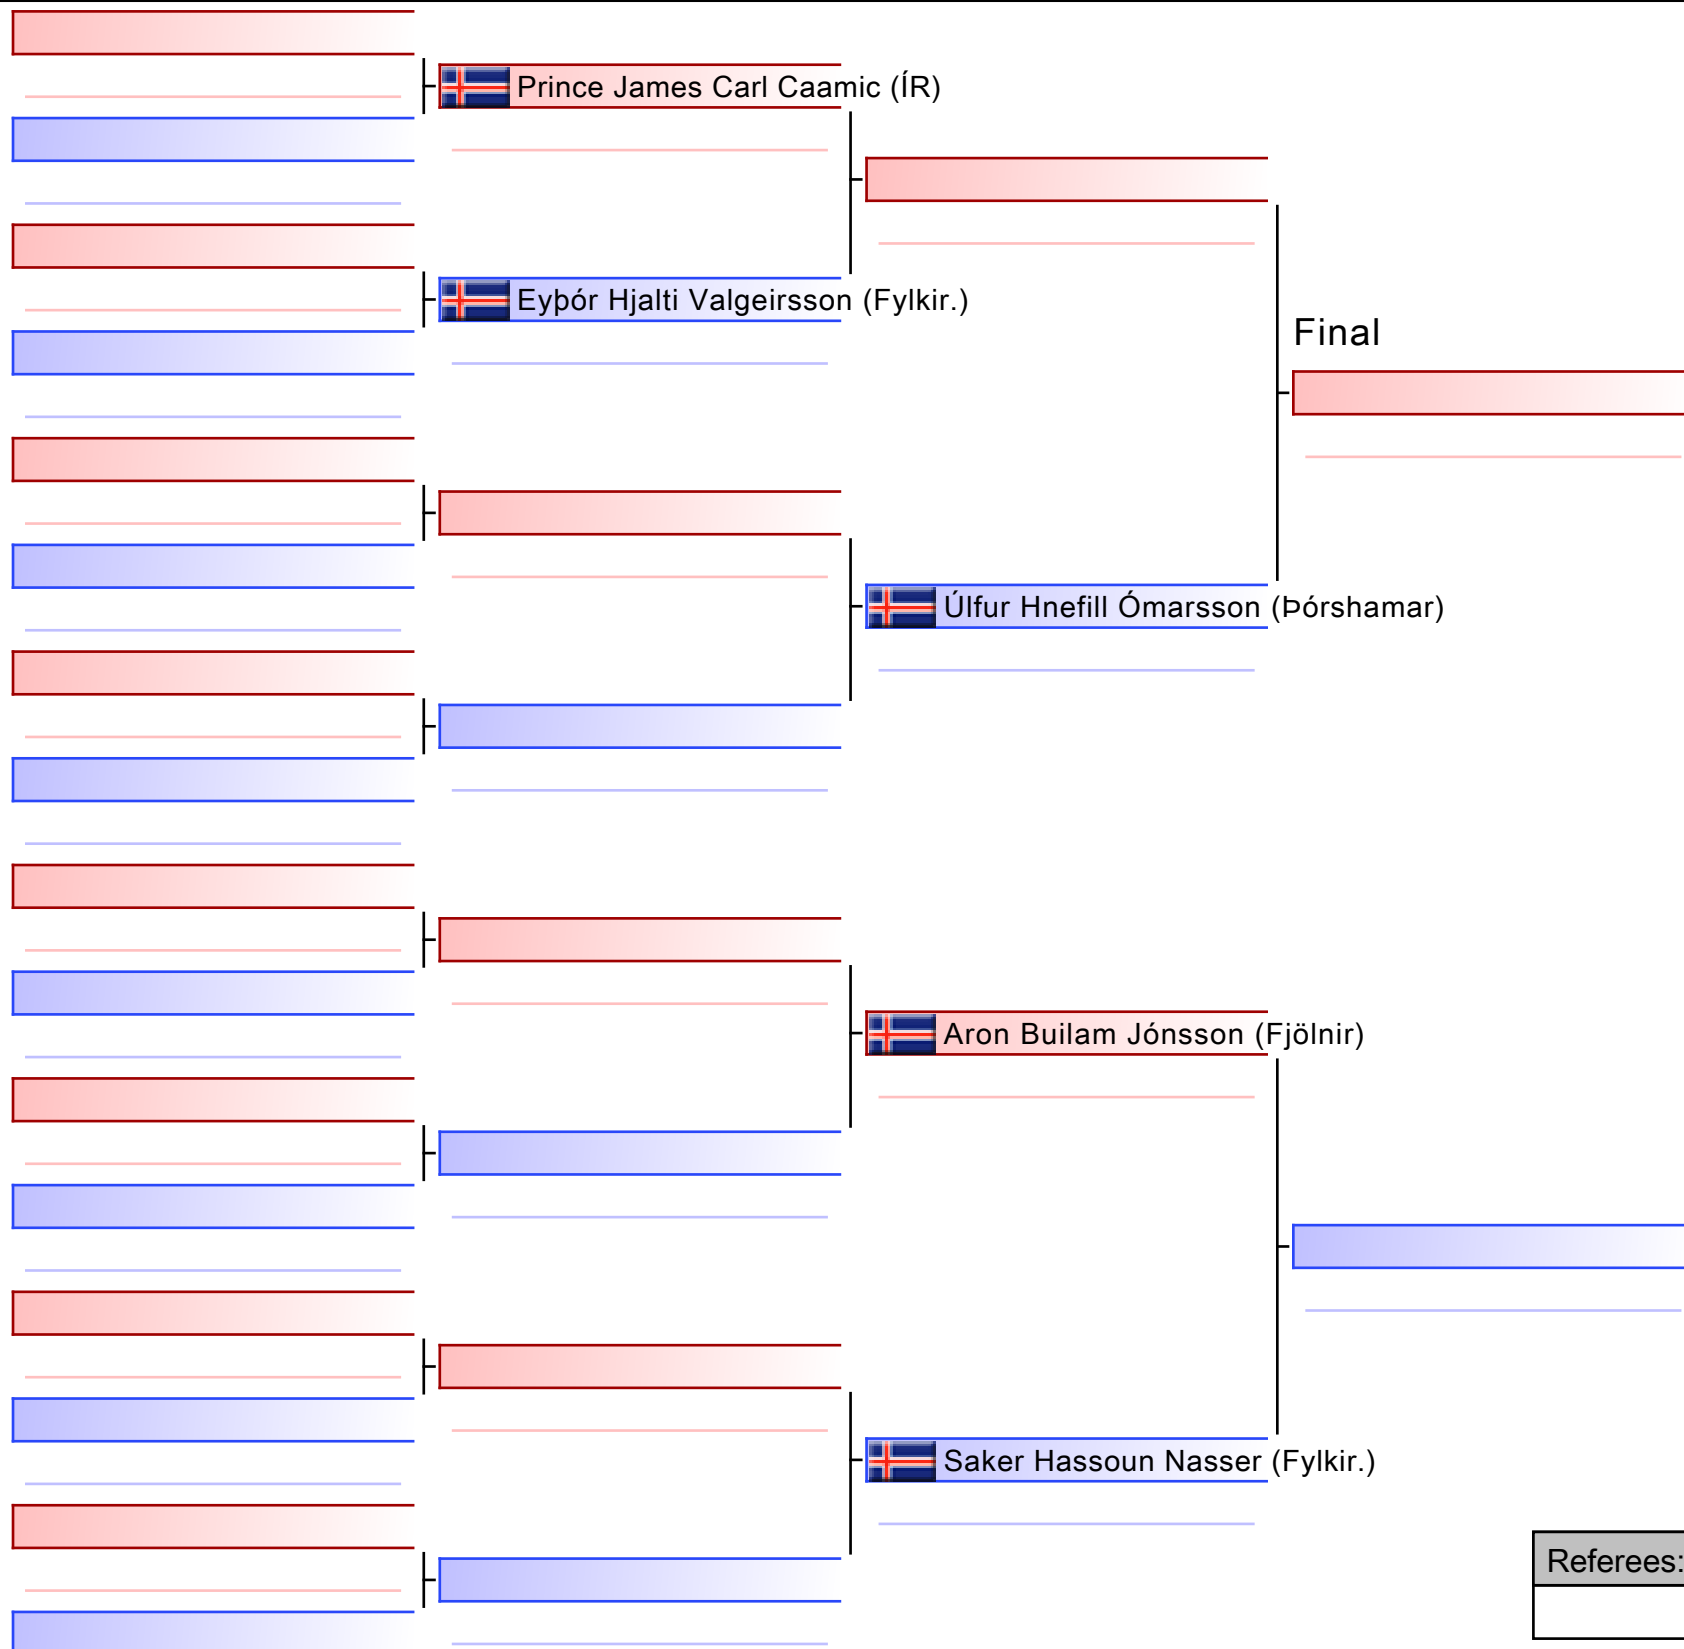 Prince James Carl Caamic (ÍR)
Eyþór Hjalti Valgeirsson (Fylkir.)
Final
Úlfur Hnefill Ómarsson (Þórshamar)
Aron Builam Jónsson (Fjölnir)
Saker Hassoun Nasser (Fylkir.)
Referees: